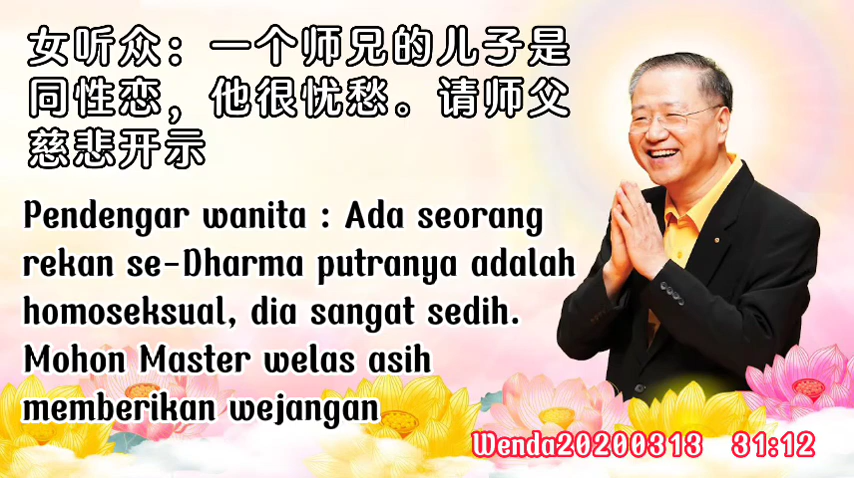 女听众：一个师兄的儿子是
同性恋，他很忧愁。请师父
慈悲开示
Pendengar wanita : Ada seorang
rekan se-Dharma putranya adalah
homoseksual, dia sangat sedih.
Mohon Master welas asih
memberikan wejangan
Wenda20200313 31:12